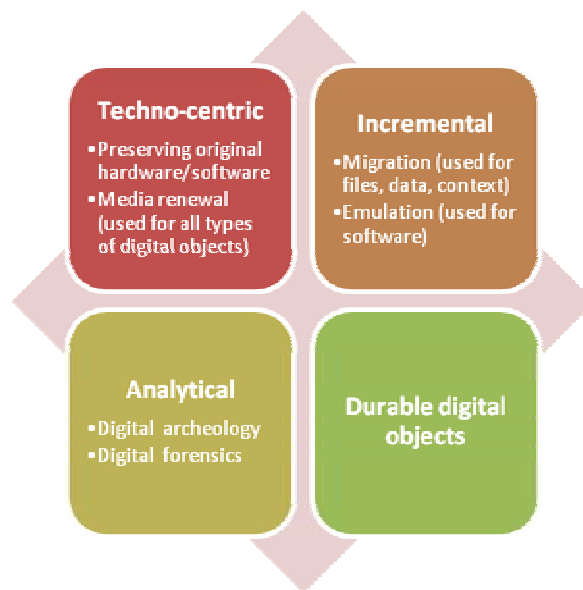 Techno-centric
•Preserving original
hardware/software
•Media renewal
(used for all types
of digital objects)
Incremental
•Migration (used for
files, data, context)
•Emulation (used for
software)
Analytical
•Digital archeology
•Digital forensics
Durable digital
objects